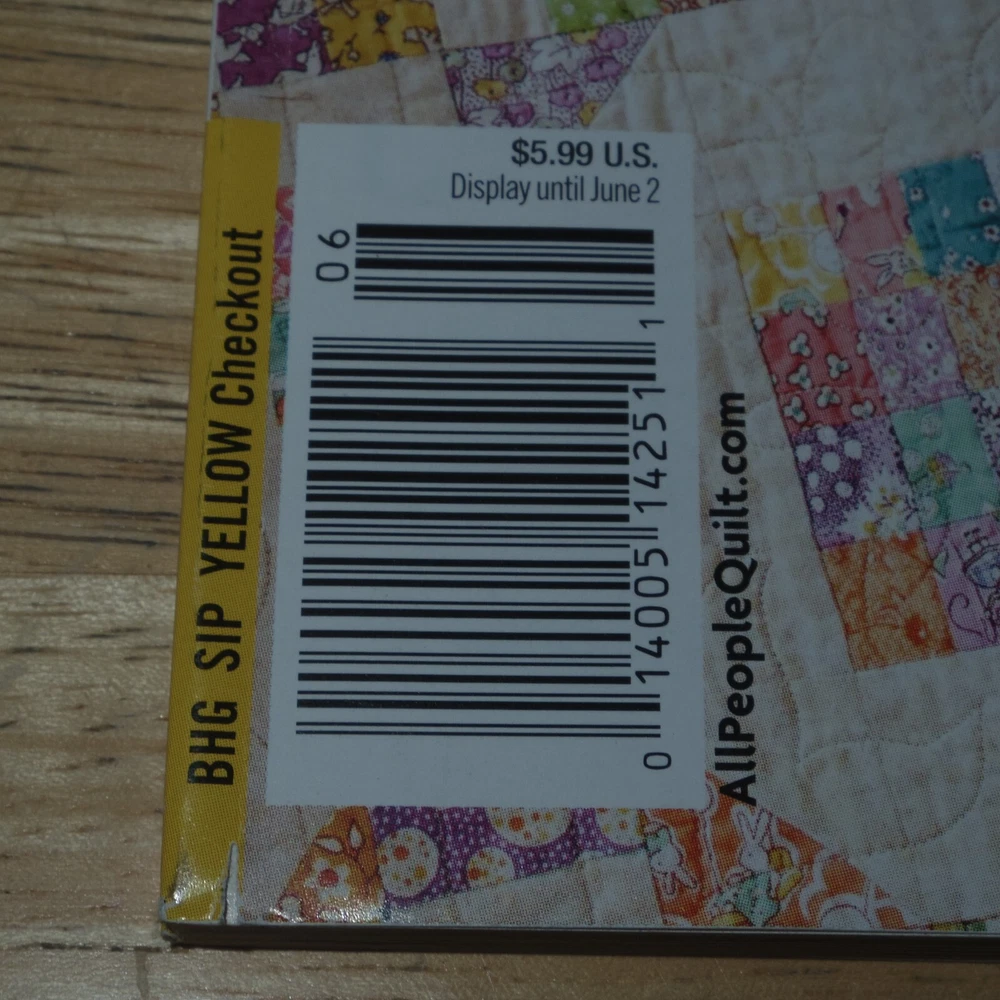 $5.99 U.S.
Display until June 2
06
0 14005 14251 1
BHG SIP YELLOW Checkout
AllPeopleQuilt.com